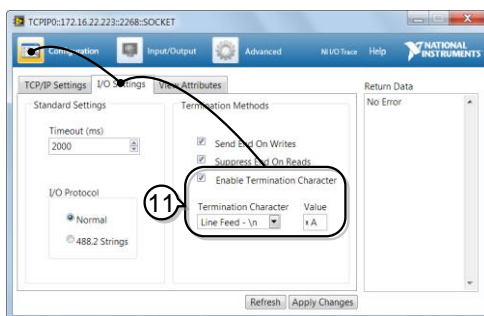 TCPIP0::172.16.22.223::2268::SOCKET
Configuration Input/Output Advanced NI I/O Trace Help NATIONAL INSTRUMENTS
TCP/IP Settings I/O Settings View Attributes
Return Data
No Error
Standard Settings
Timeout (ms)
2000
I/O Protocol
Normal
488.2 Strings
Termination Methods
Send End On Writes
Suppress End On Reads
Enable Termination Character
11
Termination Character Value
Line Feed - \n x A
Refresh Apply Changes